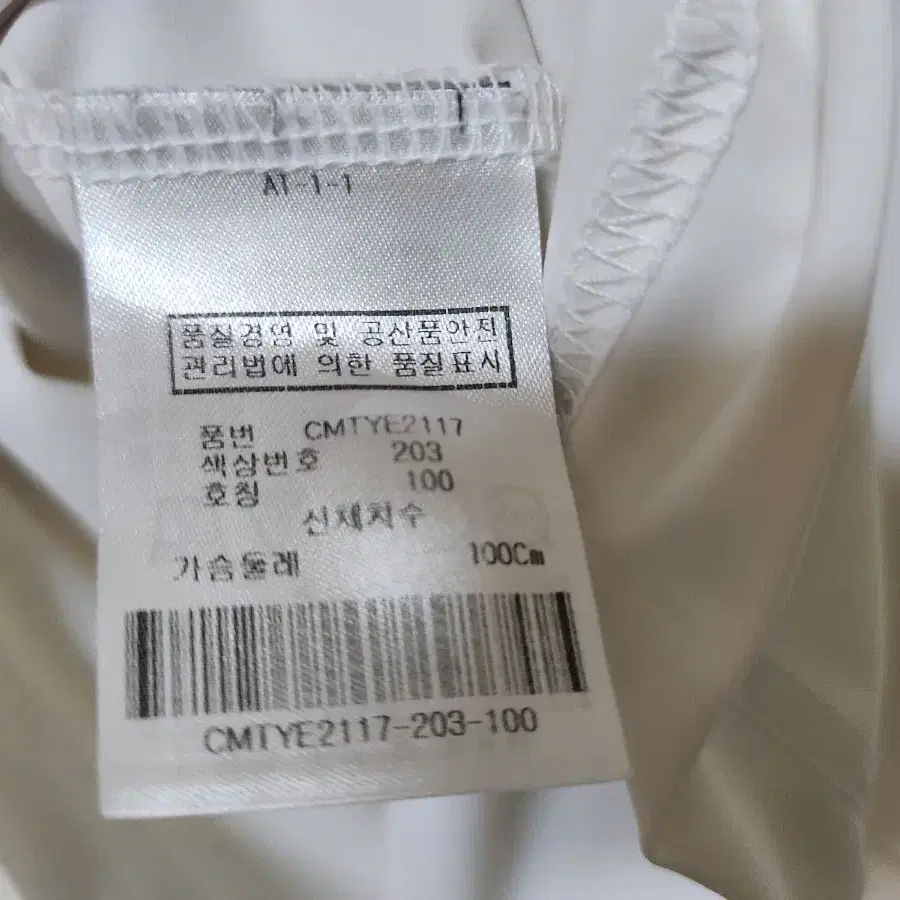 A1-1-1
품질경영 및 공산품안전
관리법에 의한 품질표시
품번 CMTYE2117
색상번호 203
호칭 100
신체치수
가슴둘레 100Cm
CMTYE2117-203-100